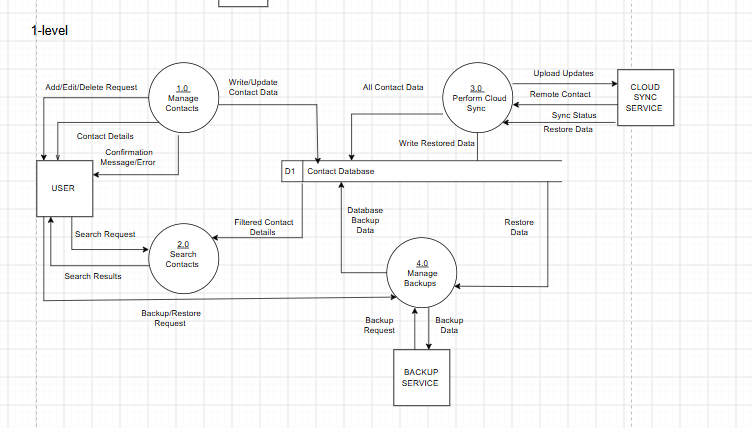 1-level
Add/Edit/Delete Request
1.0
Manage
Contacts
Write/Update
Contact Data
All Contact Data
3.0
Perform Cloud
Sync
Upload Updates
Remote Contact
Sync Status
Restore Data
CLOUD
SYNC
SERVICE
Contact Details
Confirmation
Message/Error
Write Restored Data
USER
D1
Contact Database
Search Request
Search Results
2.0
Search
Contacts
Filtered Contact
Details
Database
Backup
Data
Restore
Data
4.0
Manage
Backups
Backup/Restore
Request
Backup
Request
Backup
Data
BACKUP
SERVICE